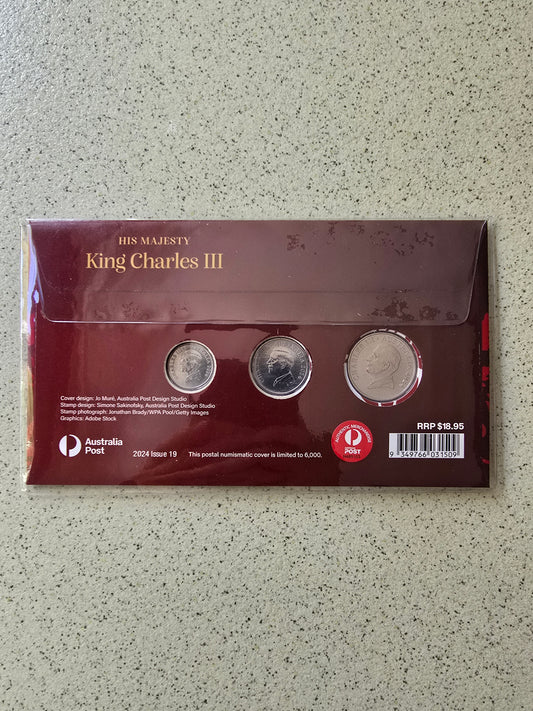 HIS MAJESTY
King Charles III
Cover design: Jo Muré, Australia Post Design Studio
Stamp design: Simone Sakinofsky, Australia Post Design Studio
Stamp photograph: Jonathan Brady/WPA Pool/Getty Images
Graphics: Adobe Stock
Australia
Post
2024 Issue 19
This postal numismatic cover is limited to 6,000.
AUTHENTIC MERCHANDISE
POST
RRP $18.95
9 349766 031509